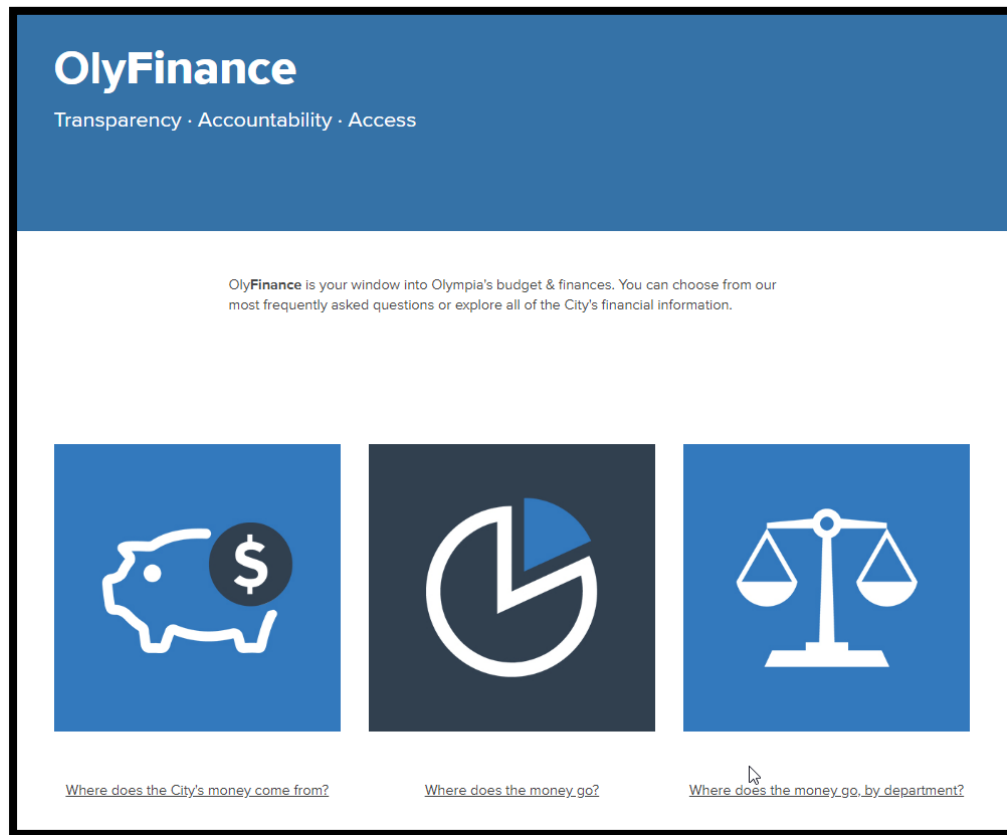 OlyFinance
Transparency · Accountability · Access
OlyFinance is your window into Olympia's budget & finances. You can choose from our
most frequently asked questions or explore all of the City's financial information.
$
Where does the City's money come from?
Where does the money go?
Where does the money go, by department?